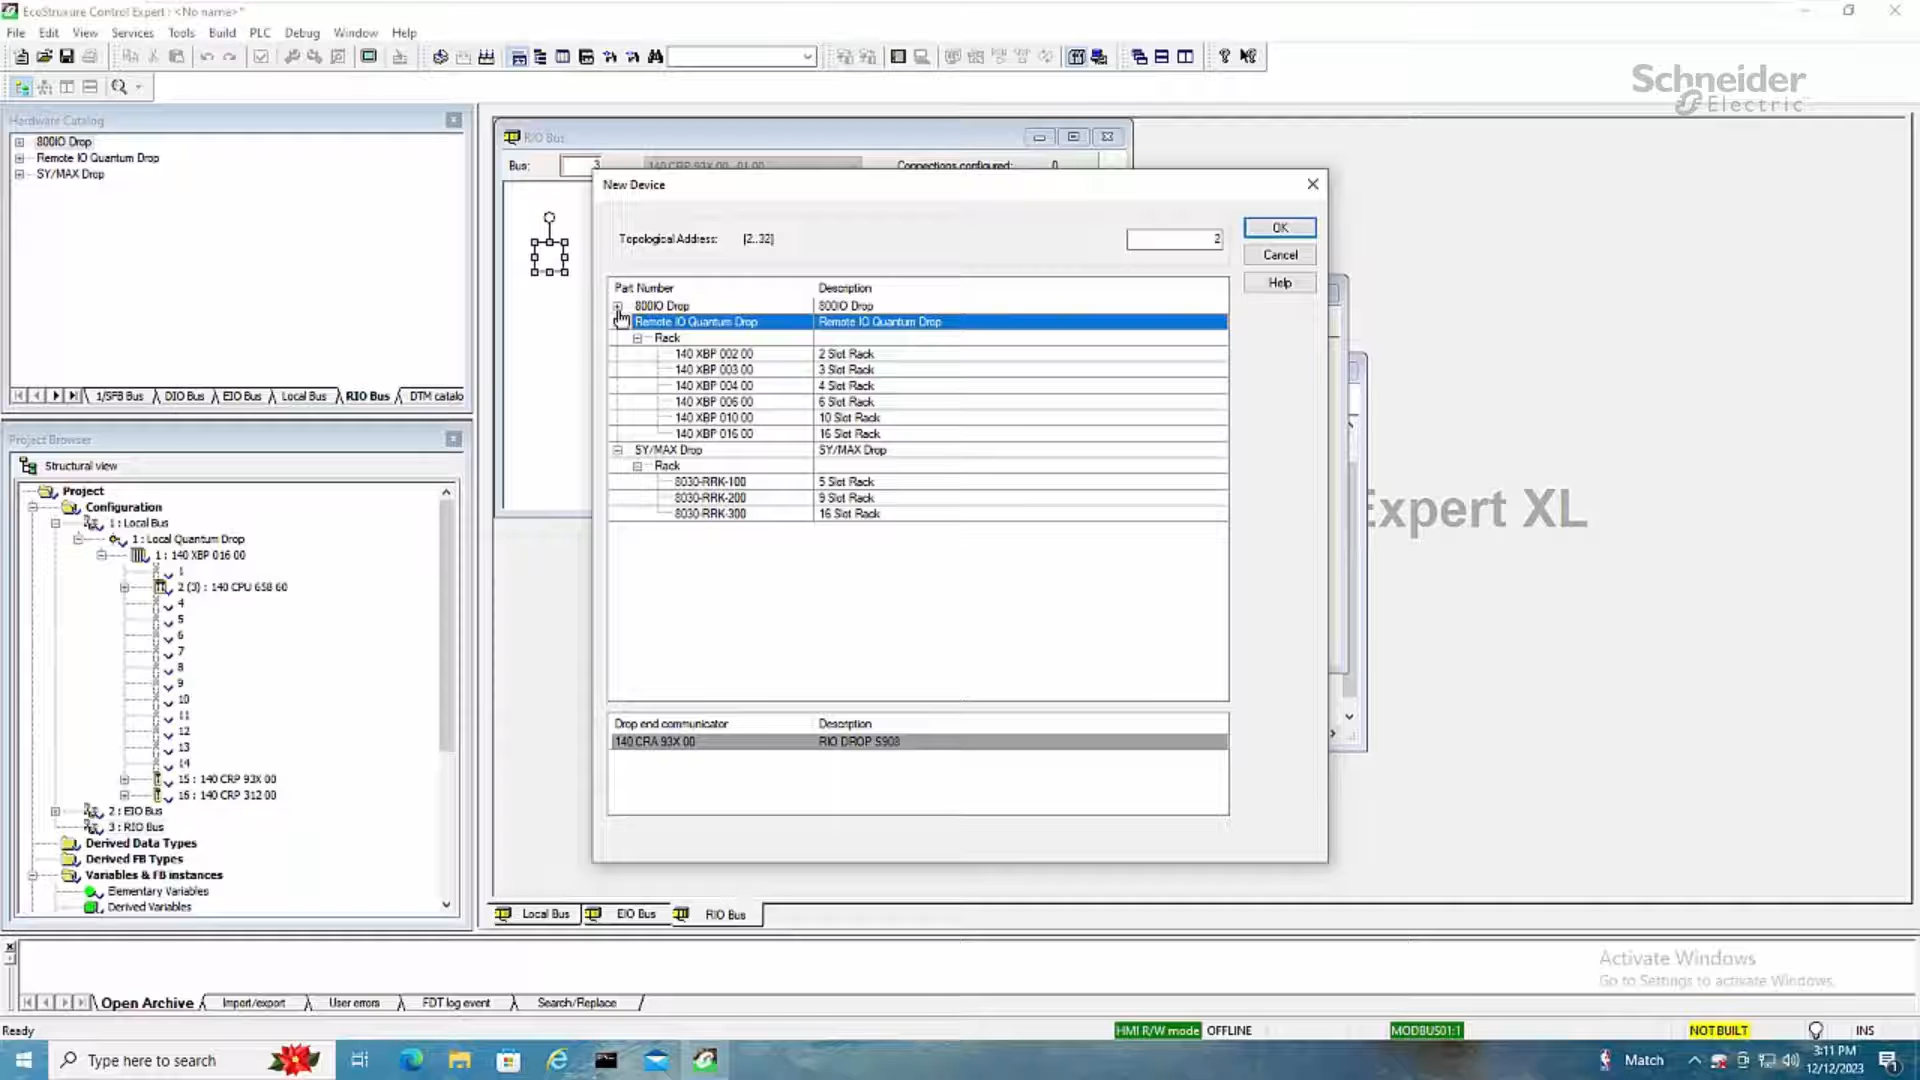 EcoStruxure Control Expert : <No name>*
File Edit View Services Tools Build PLC Debug Window Help
Schneider
Electric
Hardware Catalog
800IO Drop
Remote IO Quantum Drop
SY/MAX Drop
1/SFB Bus DIO Bus EIO Bus Local Bus RIO Bus DTM catalo
Project Browser
Structural view
Project
Configuration
1 : Local Bus
1 : Local Quantum Drop
1 : 140 XBP 016 00
1
2 (3) : 140 CPU 658 60
4
5
6
7
8
9
10
11
12
13
14
15 : 140 CRP 93X 00
16 : 140 CRP 312 00
2 : EIO Bus
3 : RIO Bus
Derived Data Types
Derived FB Types
Variables & FB instances
Elementary Variables
Derived Variables
RIO Bus
Bus: 3 140 CRP 93X 00 01.00 Connections configured: 0
New Device
Topological Address: [2..32] 2
OK
Cancel
Help
Part Number Description
800IO Drop 800IO Drop
Remote IO Quantum Drop Remote IO Quantum Drop
Rack
140 XBP 002 00 2 Slot Rack
140 XBP 003 00 3 Slot Rack
140 XBP 004 00 4 Slot Rack
140 XBP 006 00 6 Slot Rack
140 XBP 010 00 10 Slot Rack
140 XBP 016 00 16 Slot Rack
SY/MAX Drop SY/MAX Drop
Rack
8030-RRK-100 5 Slot Rack
8030-RRK-200 9 Slot Rack
8030-RRK-300 16 Slot Rack
Drop end communicator Description
140 CRA 93X 00 RIO DROP S908
Expert XL
Local Bus EIO Bus RIO Bus
Activate Windows
Go to Settings to activate Windows.
Open Archive Import/export User errors FDT log event Search/Replace
Ready HMI R/W mode OFFLINE MODBUS01:1 NOT BUILT INS
Type here to search Match 3:11 PM
12/12/2023
1